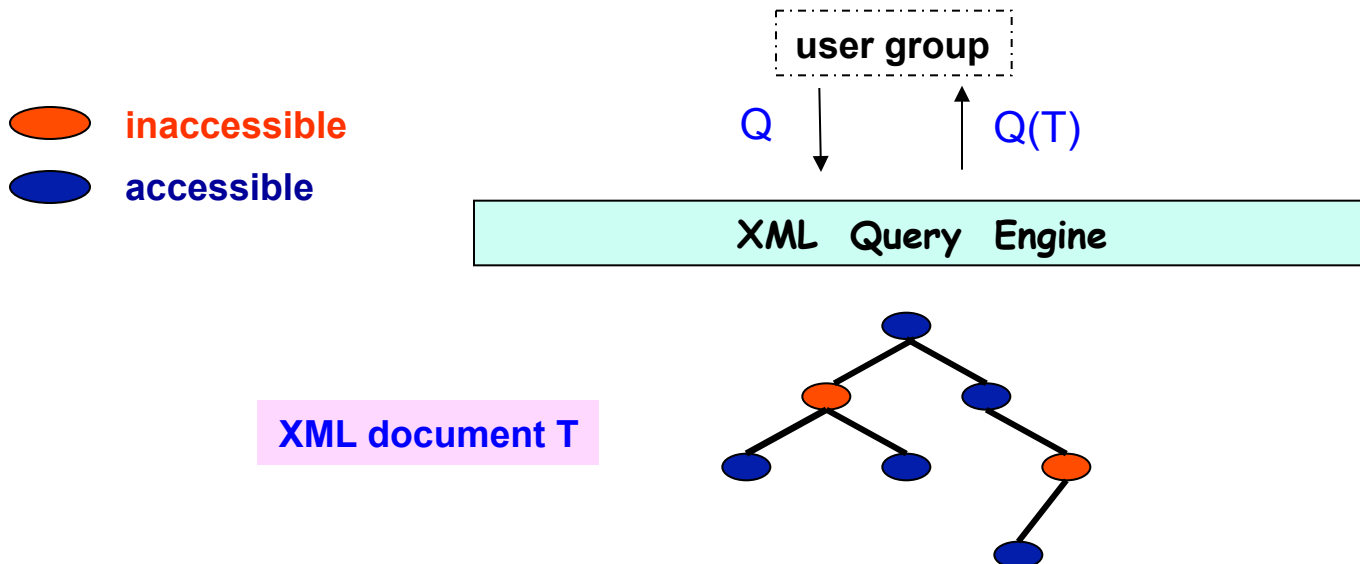 user group
inaccessible
Q
Q(T)
accessible
XML Query Engine
XML document T